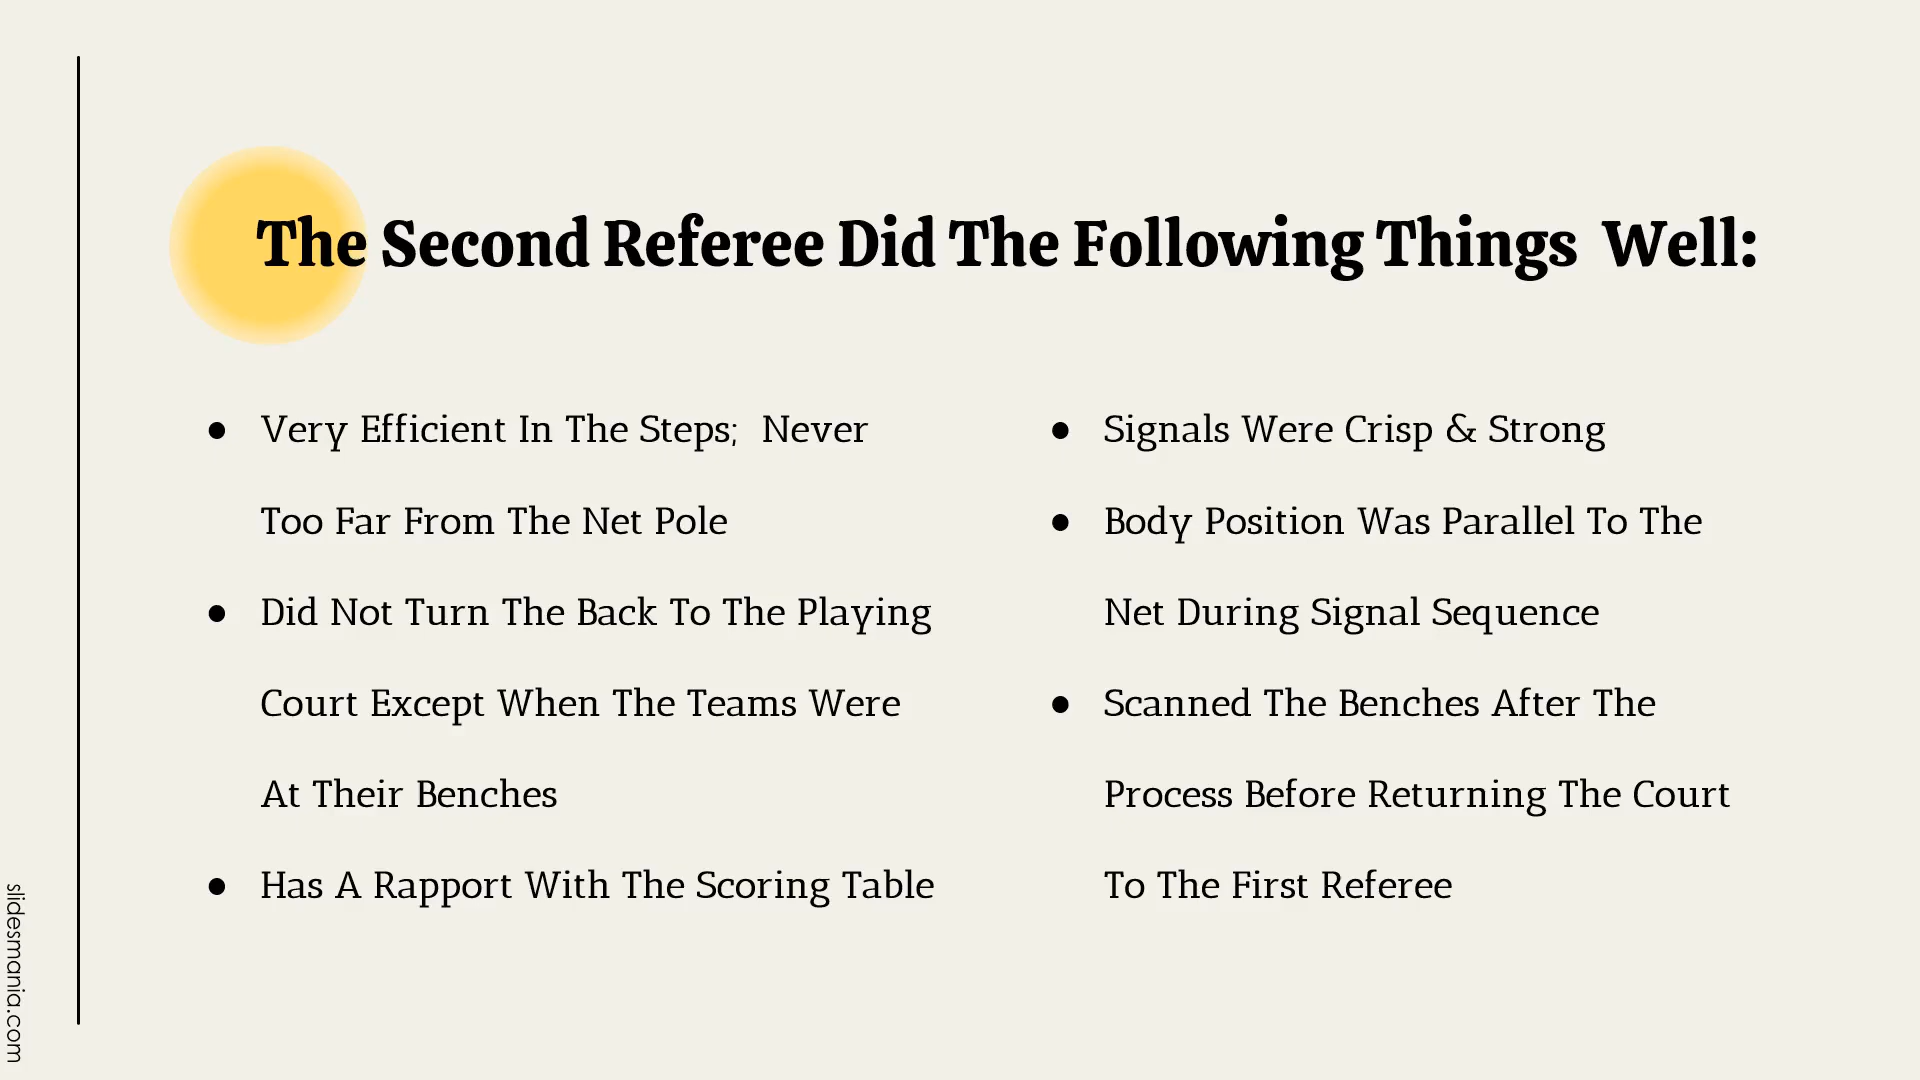 The Second Referee Did The Following Things  Well:
● Very Efficient In The Steps;  Never
Too Far From The Net Pole
● Did Not Turn The Back To The Playing
Court Except When The Teams Were
At Their Benches
● Has A Rapport With The Scoring Table
● Signals Were Crisp & Strong
● Body Position Was Parallel To The
Net During Signal Sequence
● Scanned The Benches After The
Process Before Returning The Court
To The First Referee
slidesmania.com